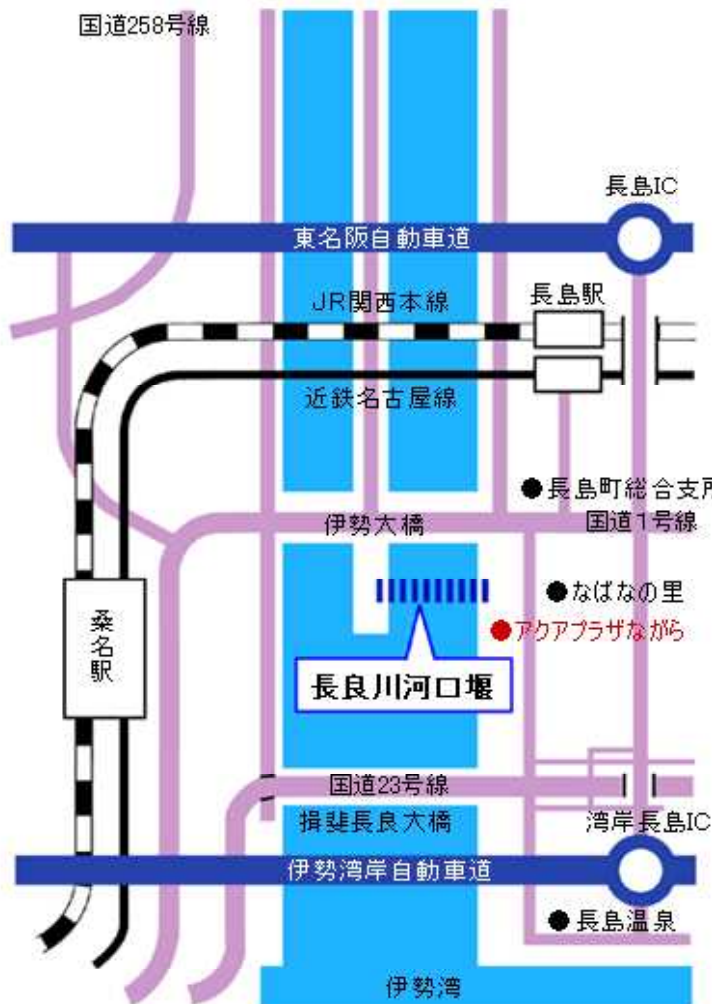 国道258号線
長島IC
東名阪自動車道
JR関西本線
長島駅
近鉄名古屋線
●長島町総合支所
伊勢大橋
国道1号線
●なばなの里
桑名駅
●アクアプラザながら
長良川河口堰
国道23号線
揖斐長良大橋
湾岸長島IC
伊勢湾岸自動車道
●長島温泉
伊勢湾